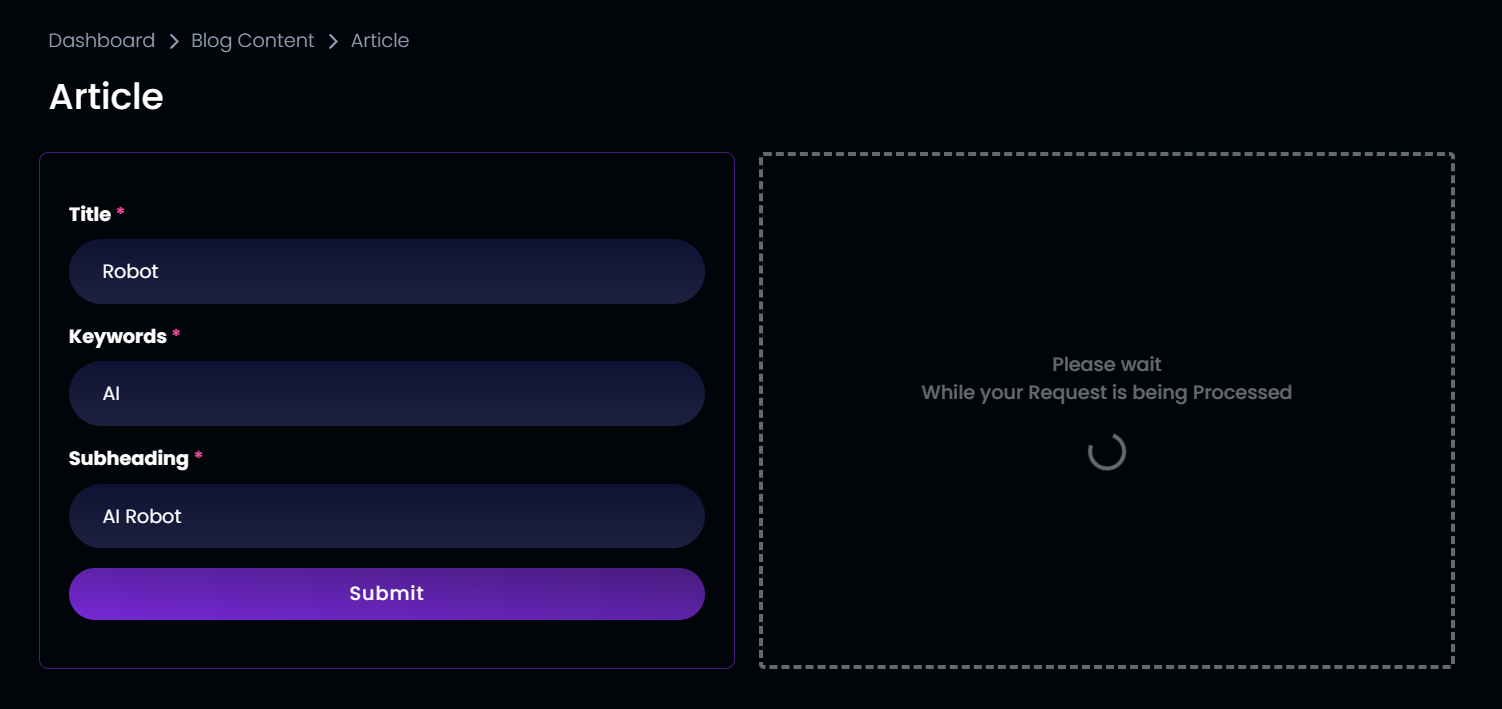 Dashboard > Blog Content > Article
Article
Title *
Robot
Keywords *
AI
Subheading *
AI Robot
Submit
Please wait
While your Request is being Processed